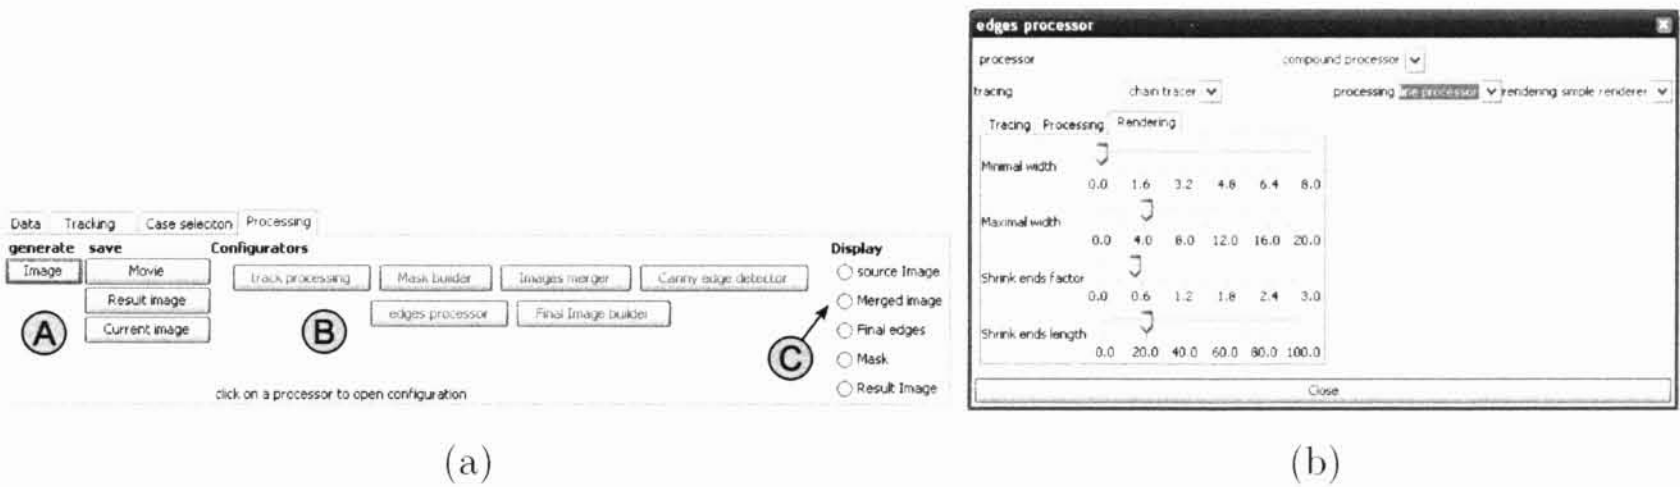 Data Tracking Case selection Processing
generate save Configurators Display
Image Movie track processing Mask builder Images merger Canny edge detector source Image
Result image edges processor Final Image builder Merged image
A B Current image Final edges
C Mask
click on a processor to open configuration Result Image
(a)
edges processor
processor compound processor
tracing chain tracer processing processor rendering simple renderer
Tracing Processing Rendering
Minimal width
0.0 1.6 3.2 4.8 6.4 8.0
Maximal width
0.0 4.0 8.0 12.0 16.0 20.0
Shrink ends factor
0.0 0.6 1.2 1.8 2.4 3.0
Shrink ends length
0.0 20.0 40.0 60.0 80.0 100.0
Close
(b)